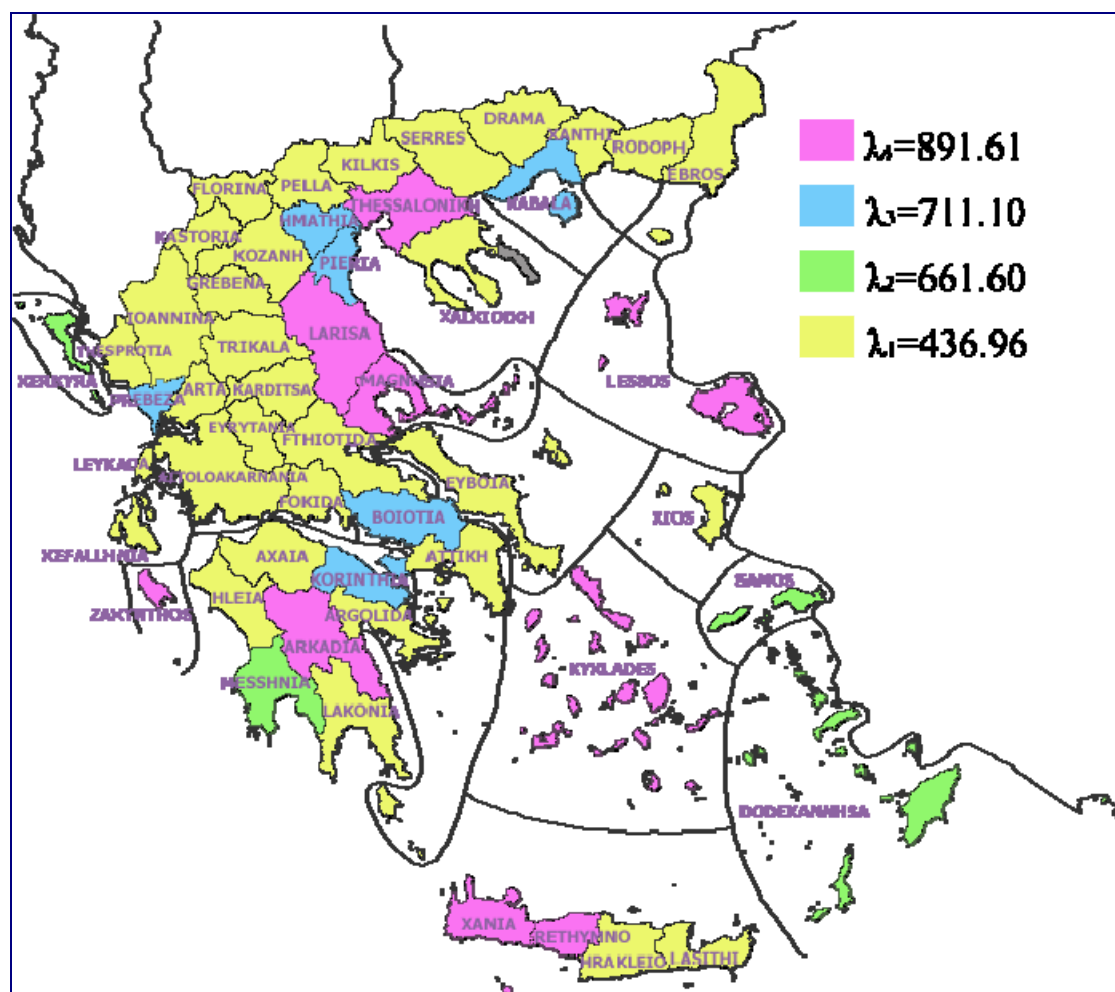 DRAMA
SERRES
XANTHI
RODOPH
EBROS
KILKIS
PELLA
FLORINA
THESSALONIKH
KABALA
HMATHIA
KASTORIA
KOZANH
PIERIA
GREBENA
XALKIDIKH
IOANNINA
LARISA
THESPROTIA
TRIKALA
XERKYRA
MAGNHSIA
LESBOS
PREBEZA
ARTA
KARDITSA
EYRYTANIA
FTHIOTIDA
LEYKADA
AITOLOAKARNANIA
EYBOIA
FOKIDA
BOIOTIA
XIOS
XEFALLHNIA
AXAIA
ATTIKH
KORINTHIA
SAMOS
HLEIA
ZAKYNTHOS
ARGOLIDA
ARKADIA
KYKLADES
MESSHNIA
LAKONIA
DODEKANHSA
XANIA
RETHYMNO
HRAKLEIO
LASITHI
λ4=891.61
λ3=711.10
λ2=661.60
λ1=436.96